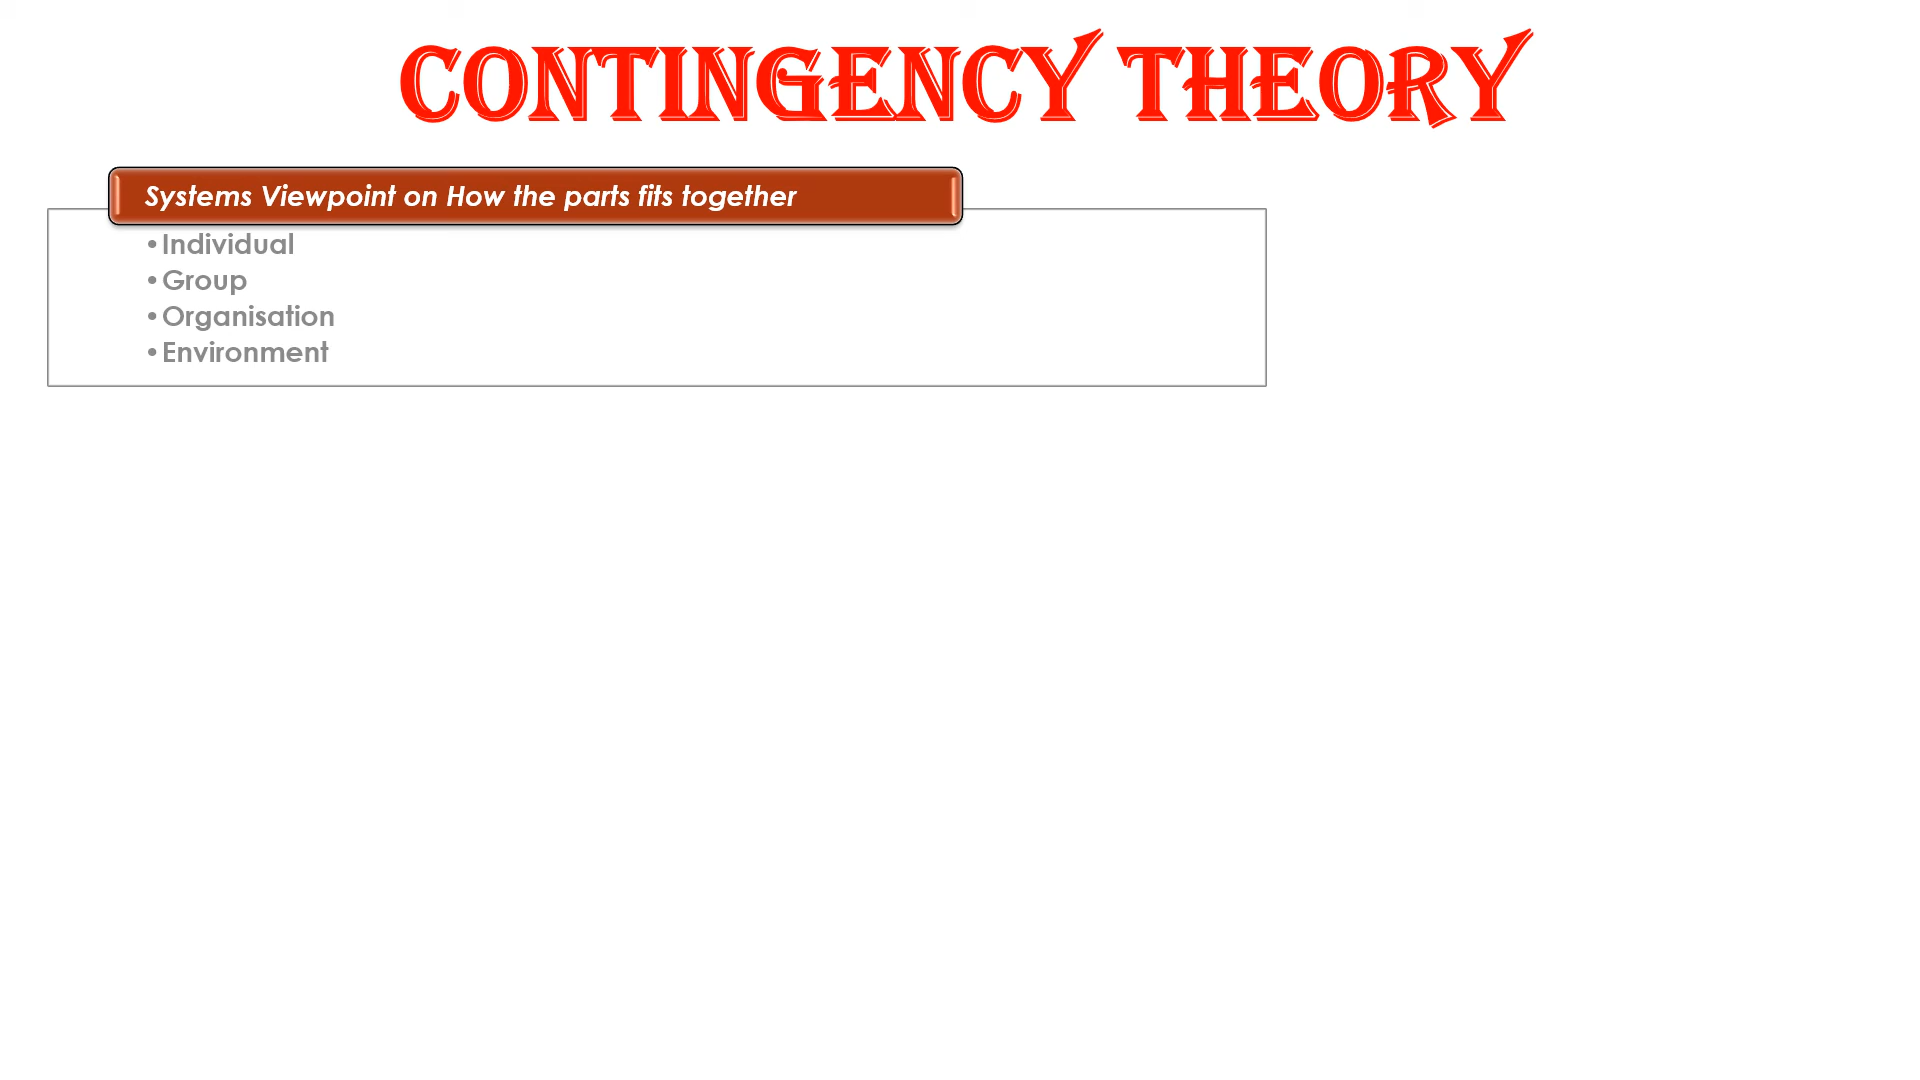 CONTINGENCY THEORY
Systems Viewpoint on How the parts fits together
•Individual
•Group
•Organisation
•Environment